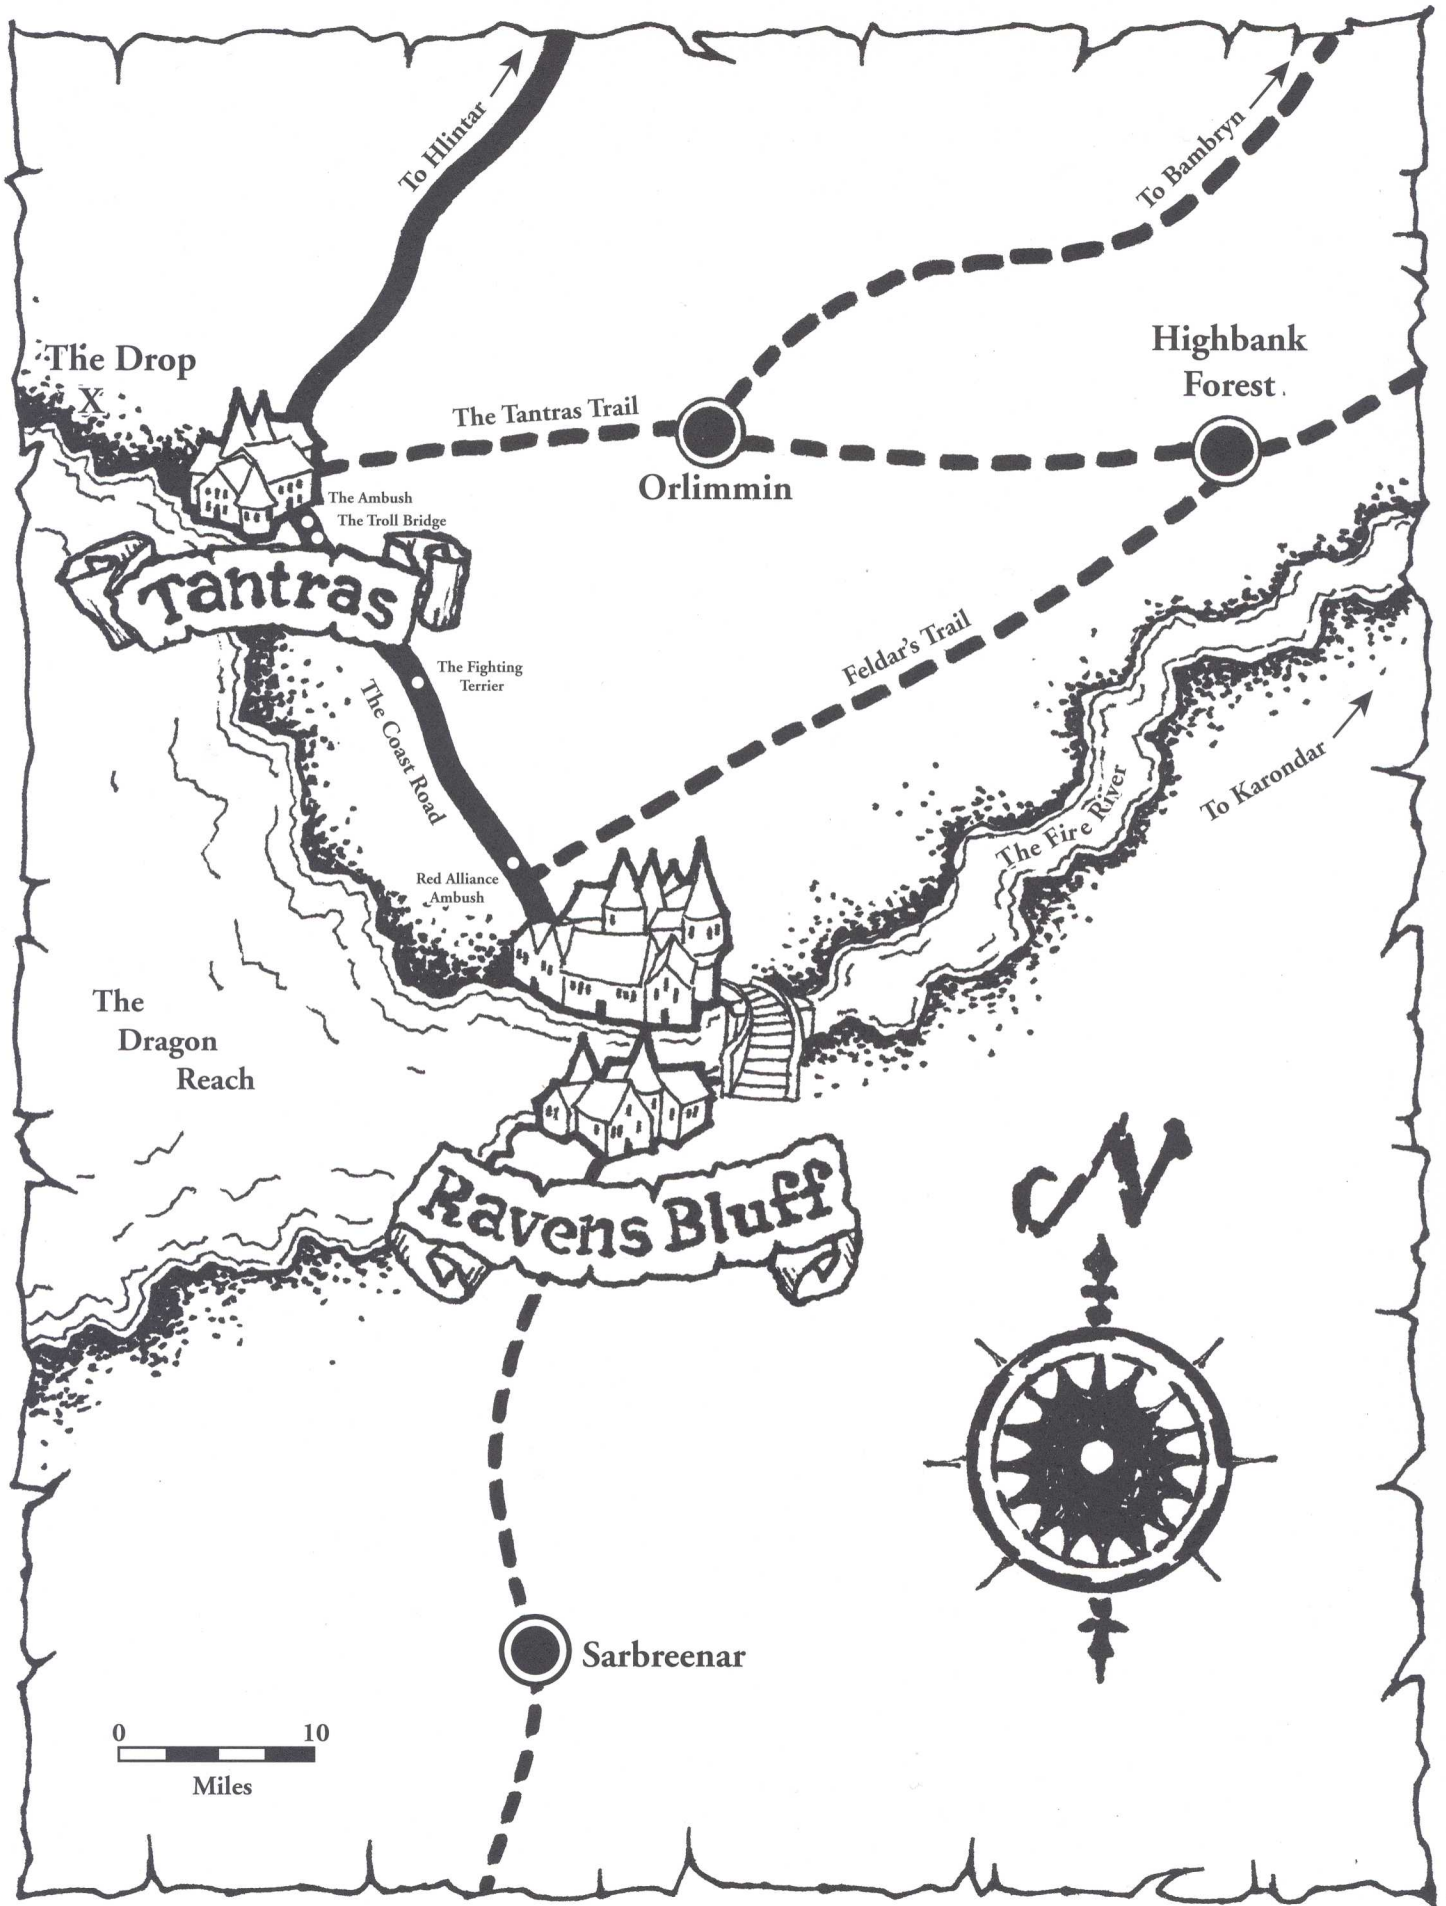 To Hlintar
To Bambryn
The Drop
X
Highbank
Forest
The Tantras Trail
Orlimmin
The Ambush
The Troll Bridge
Tantras
The Fighting
Terrier
The Coast Road
Feldar's Trail
To Karondar
The Fire River
Red Alliance
Ambush
The
Dragon
Reach
Ravens Bluff
N
Sarbreenar
0 10
Miles